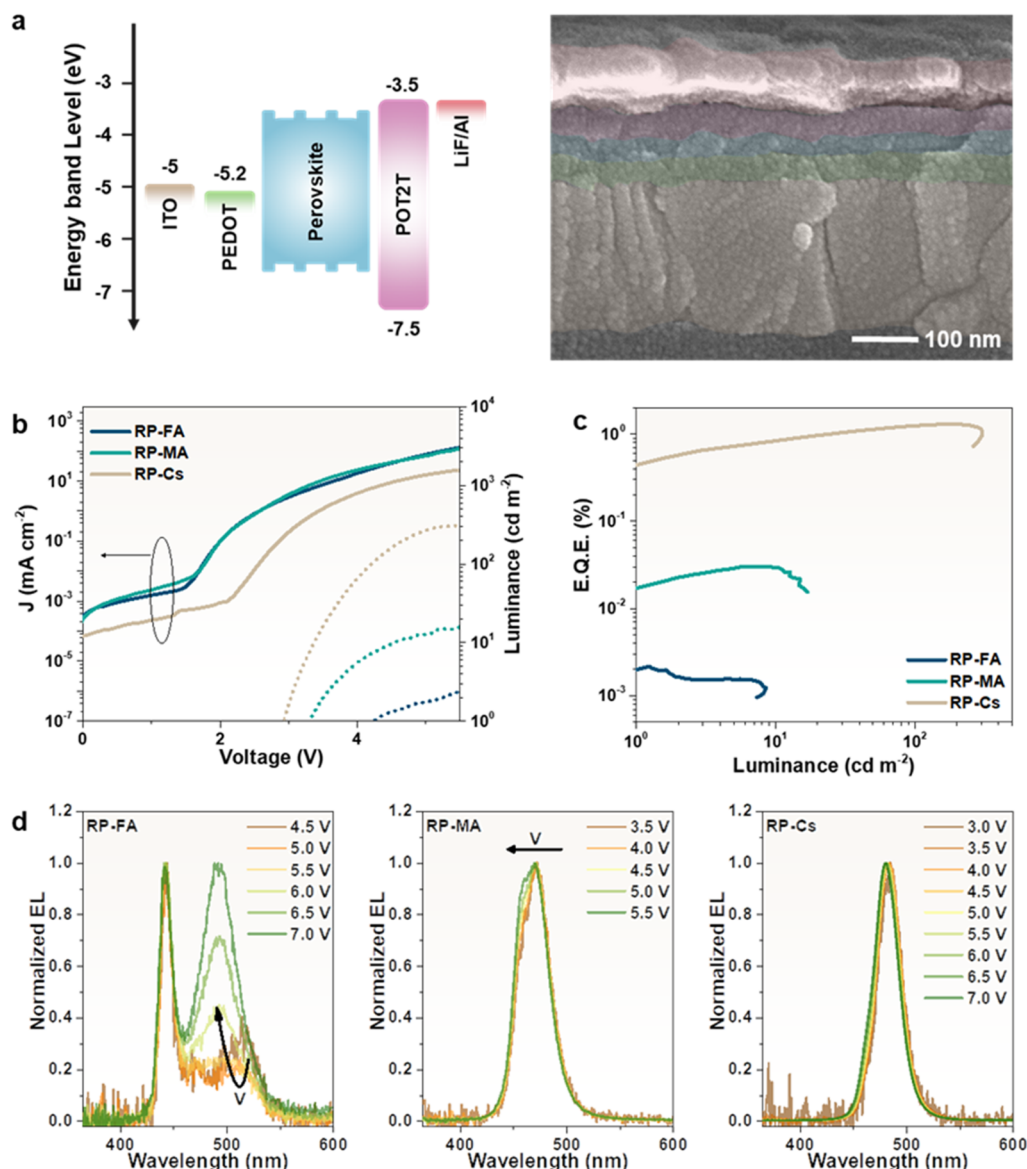 a
Energy band Level (eV)
-3
-4
-5
-6
-7
-5
ITO
-5.2
PEDOT
Perovskite
-3.5
POT2T
-7.5
LiF/Al
100 nm
b
J (mA cm⁻²)
10³
10¹
10⁻¹
10⁻³
10⁻⁵
10⁻⁷
RP-FA
RP-MA
RP-Cs
10⁴
10³
10²
10¹
10⁰
Luminance (cd m⁻²)
0
2
4
Voltage (V)
c
E.Q.E. (%)
10⁰
10⁻¹
10⁻²
10⁻³
RP-FA
RP-MA
RP-Cs
10⁰
10¹
10²
Luminance (cd m⁻²)
d
Normalized EL
1.2
1.0
0.8
0.6
0.4
0.2
0.0
RP-FA
4.5 V
5.0 V
5.5 V
6.0 V
6.5 V
7.0 V
V
400
500
600
Wavelength (nm)
Normalized EL
1.2
1.0
0.8
0.6
0.4
0.2
0.0
RP-MA
V
3.5 V
4.0 V
4.5 V
5.0 V
5.5 V
400
500
600
Wavelength (nm)
Normalized EL
1.2
1.0
0.8
0.6
0.4
0.2
0.0
RP-Cs
3.0 V
3.5 V
4.0 V
4.5 V
5.0 V
5.5 V
6.0 V
6.5 V
7.0 V
400
500
600
Wavelength (nm)